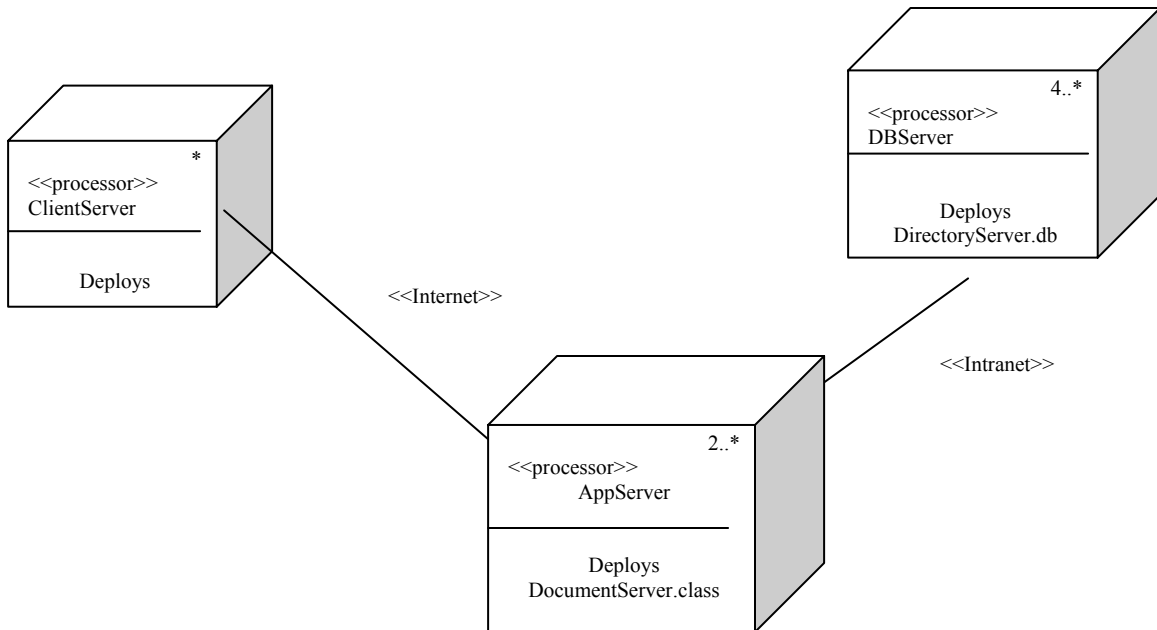 *
<<processor>>
ClientServer
Deploys
<<Internet>>
4..*
<<processor>>
DBServer
Deploys
DirectoryServer.db
<<Intranet>>
2..*
<<processor>>
AppServer
Deploys
DocumentServer.class